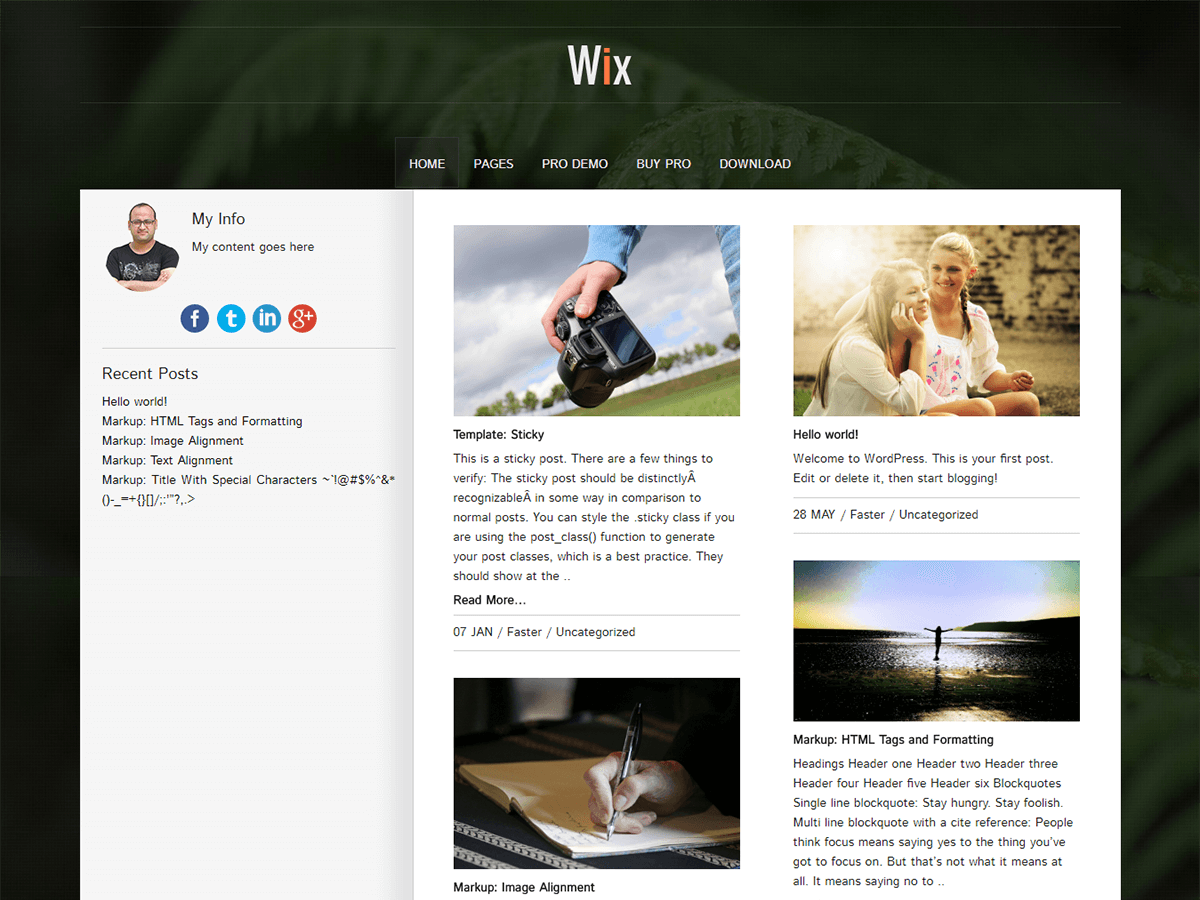 Wix
HOME PAGES PRO DEMO BUY PRO DOWNLOAD
My Info
My content goes here
f t in g+
Recent Posts
Hello world!
Markup: HTML Tags and Formatting
Markup: Image Alignment
Markup: Text Alignment
Markup: Title With Special Characters ~`!@#$%^&*
()-_=+{}[]/;:'"?,.>
Template: Sticky
This is a sticky post. There are a few things to
verify: The sticky post should be distinctlyÂ
recognizableÂ in some way in comparison to
normal posts. You can style the .sticky class if you
are using the post_class() function to generate
your post classes, which is a best practice. They
should show at the ..
Read More...
07 JAN / Faster / Uncategorized
Markup: Image Alignment
Hello world!
Welcome to WordPress. This is your first post.
Edit or delete it, then start blogging!
28 MAY / Faster / Uncategorized
Markup: HTML Tags and Formatting
Headings Header one Header two Header three
Header four Header five Header six Blockquotes
Single line blockquote: Stay hungry. Stay foolish.
Multi line blockquote with a cite reference: People
think focus means saying yes to the thing you've
got to focus on. But that's not what it means at
all. It means saying no to ..